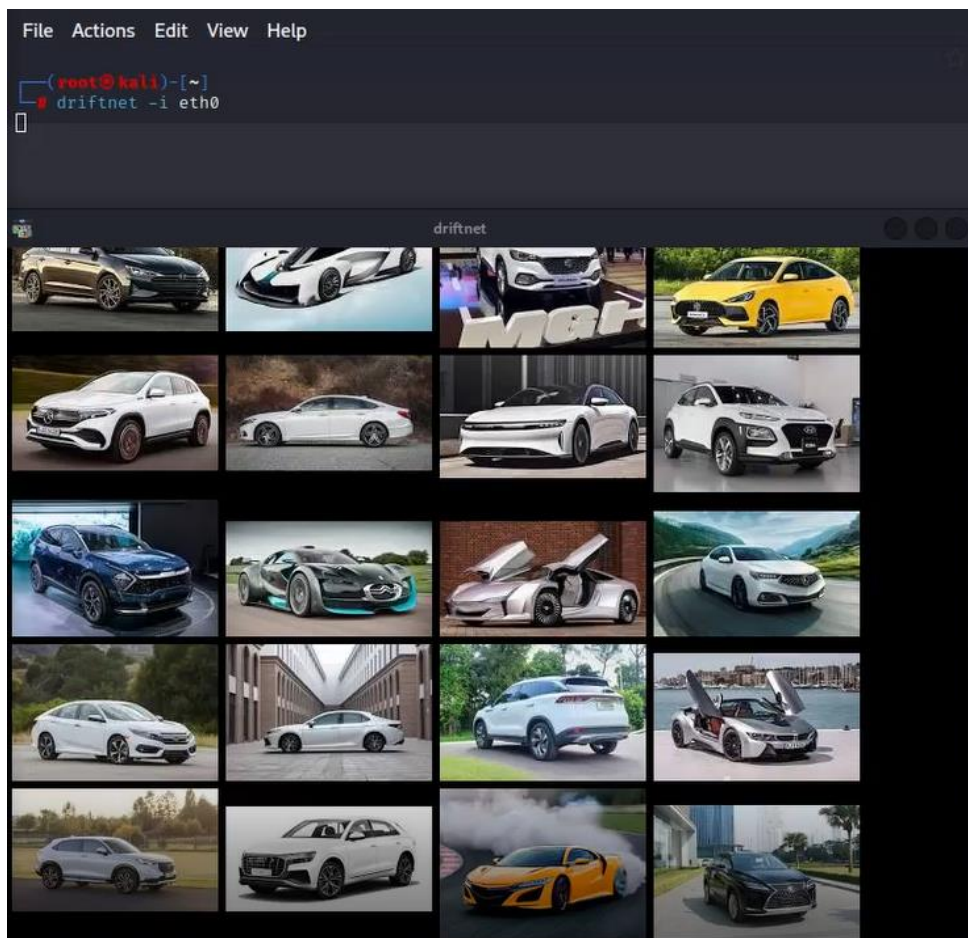 File Actions Edit View Help
(root㉿kali)-[~]
# driftnet -i eth0
driftnet